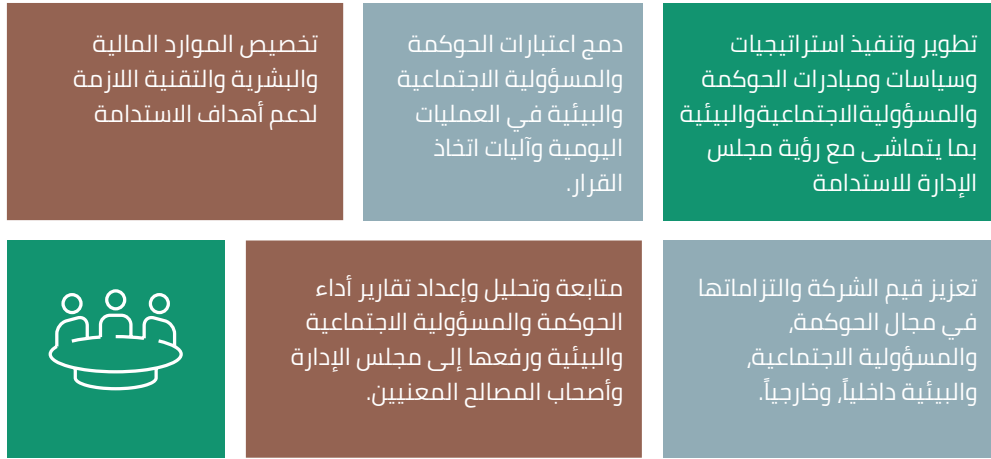 تطوير وتنفيذ استراتيجيات
وسياسات ومبادرات الحوكمة
والمسؤوليةالاجتماعيةوالبيئية
بما يتماشى مع رؤية مجلس
الإدارة للاستدامة
دمج اعتبارات الحوكمة
والمسؤولية الاجتماعية
والبيئية في العمليات
اليومية وآليات اتخاذ
القرار.
تخصيص الموارد المالية
والبشرية والتقنية اللازمة
لدعم أهداف الاستدامة
تعزيز قيم الشركة والتزاماتها
في مجال الحوكمة،
والمسؤولية الاجتماعية،
والبيئية داخلياً، وخارجياً.
متابعة وتحليل وإعداد تقارير أداء
الحوكمة والمسؤولية الاجتماعية
والبيئية ورفعها إلى مجلس الإدارة
وأصحاب المصالح المعنيين.